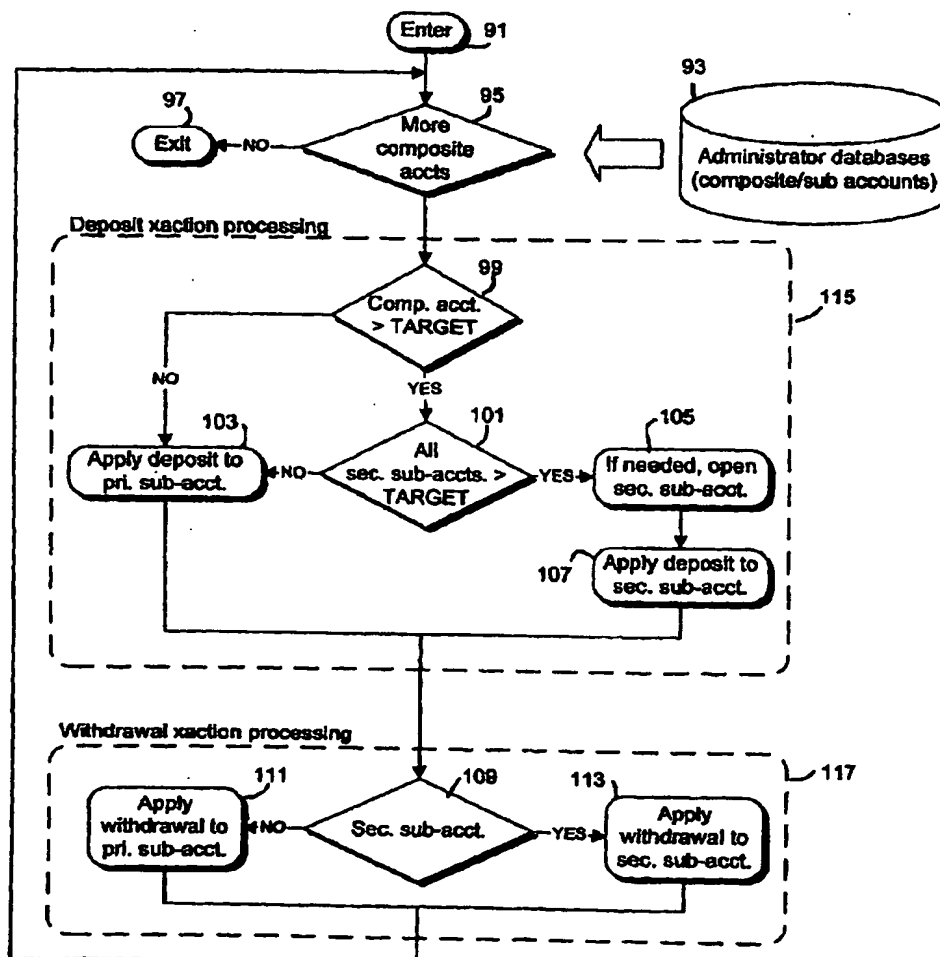 Enter
91
93
95
97
More
composite
accts
NO
Exit
Administrator databases
(composite/sub accounts)
Deposit xaction processing
99
Comp. acct.
> TARGET
115
NO
YES
101
103
105
Apply deposit to
pri. sub-acct.
NO
All
sec. sub-accts. >
TARGET
YES
If needed, open
sec. sub-acct.
107
Apply deposit to
sec. sub-acct.
Withdrawal xaction processing
109
111
113
117
Apply
withdrawal to
pri. sub-acct.
NO
Sec. sub-acct.
YES
Apply
withdrawal to
sec. sub-acct.